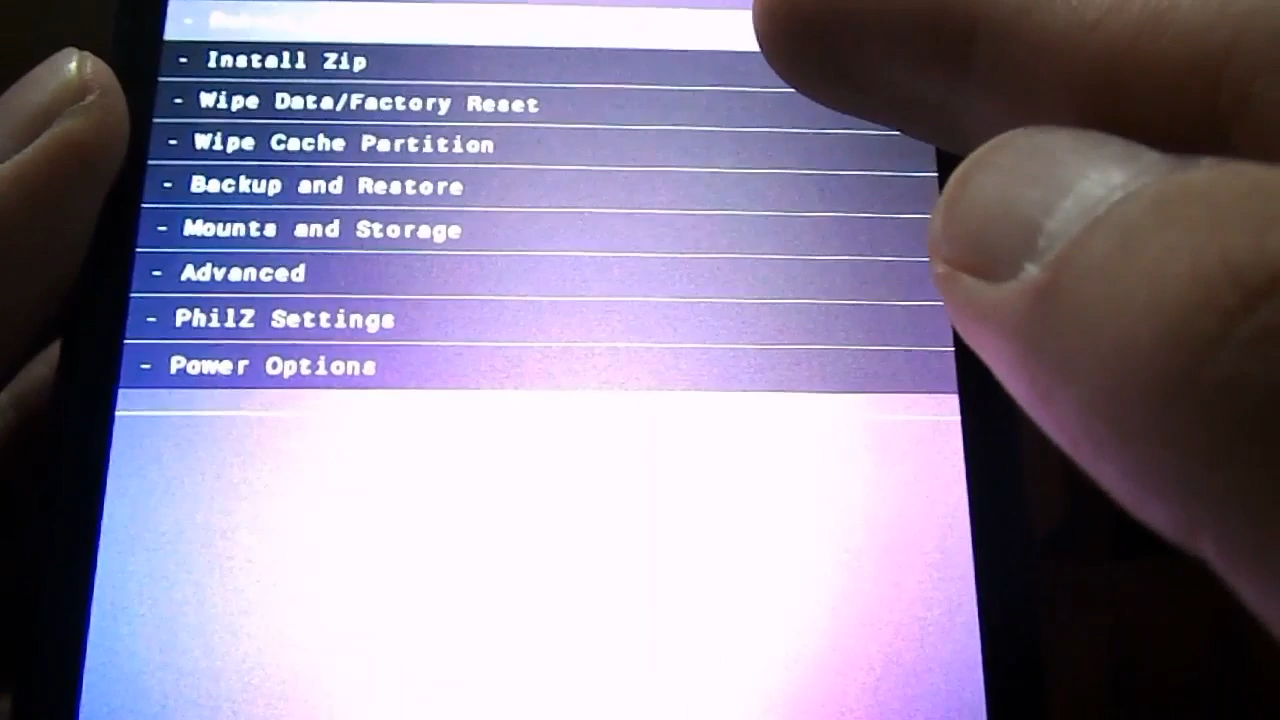 - Install Zip
- Wipe Data/Factory Reset
- Wipe Cache Partition
- Backup and Restore
- Mounts and Storage
- Advanced
- PhilZ Settings
- Power Options